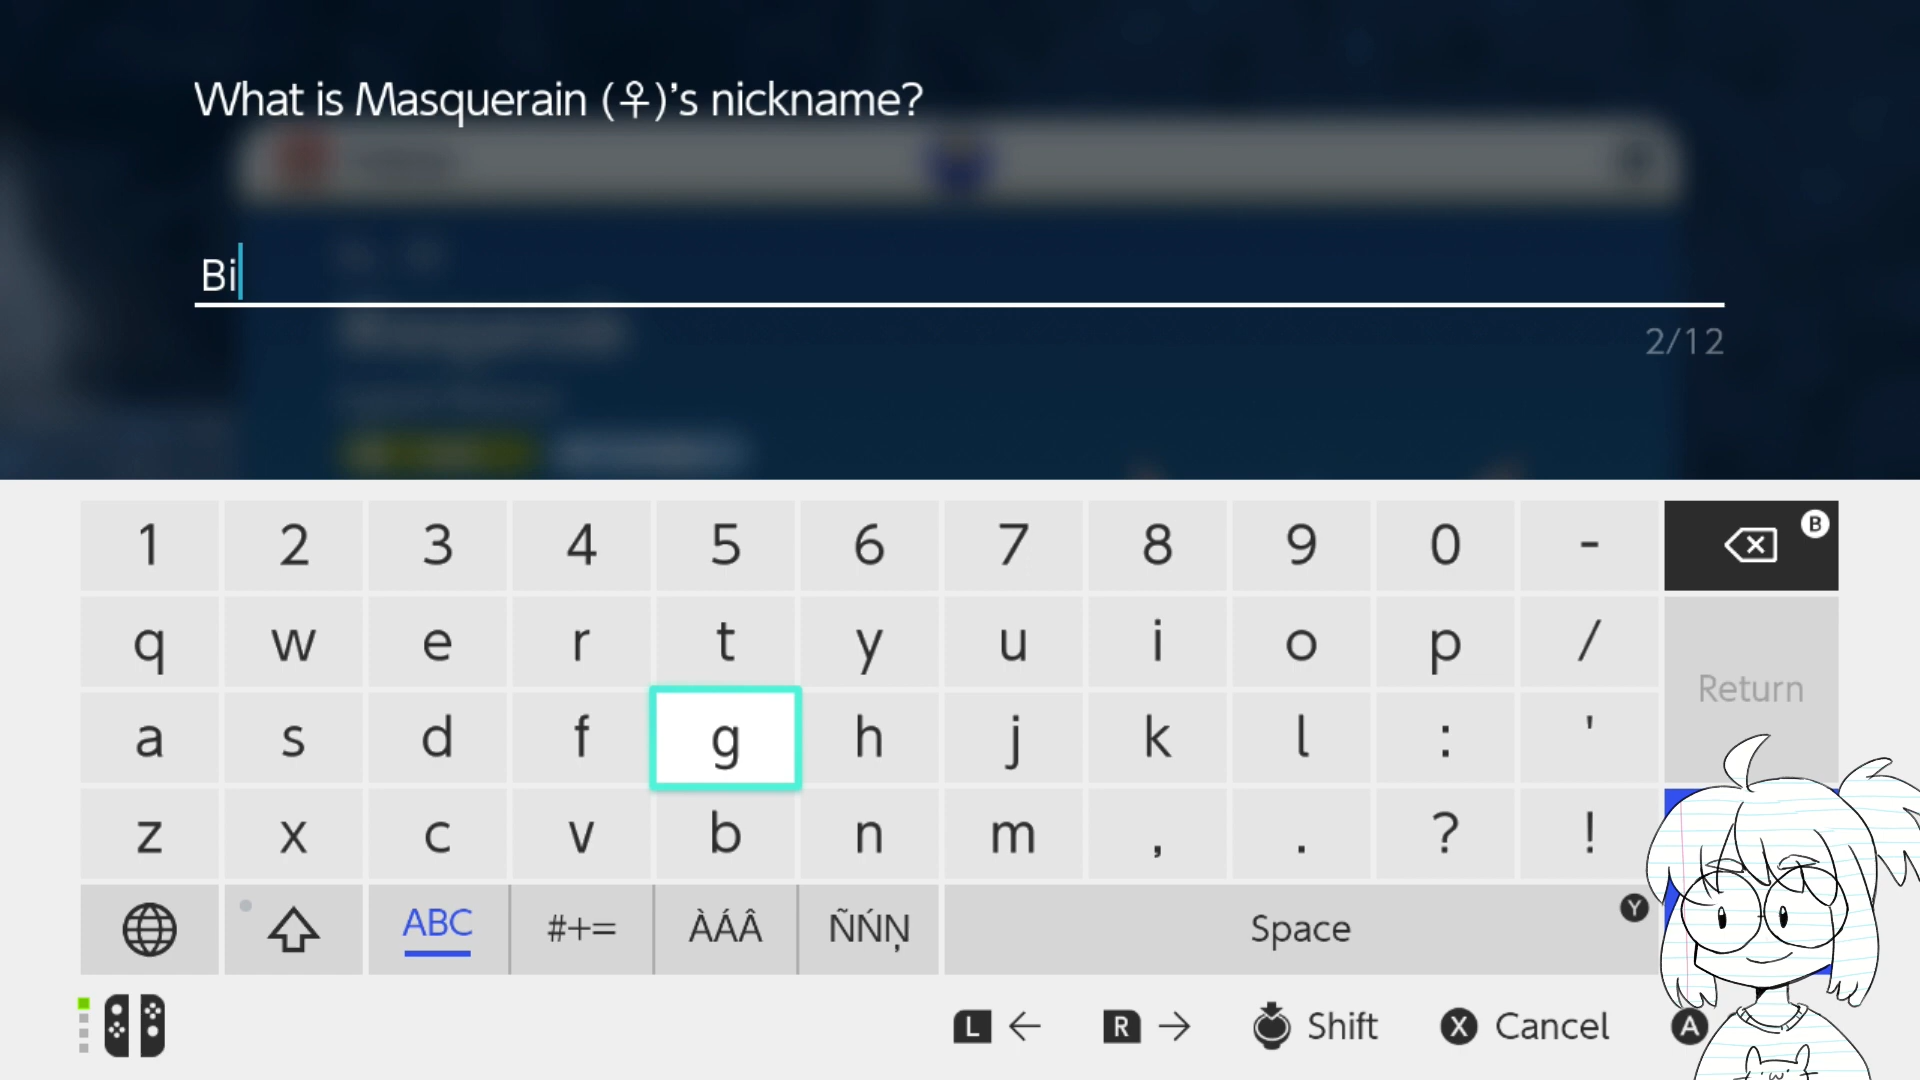 What is Masquerain (♀)'s nickname?
Bi
2/12
1 2 3 4 5 6 7 8 9 0 - B
q w e r t y u i o p /
Return
a s d f g h j k l : '
z x c v b n m , . ? !
ABC #+= ÀÁÂ ÑŃŅ Space Y
L ← R → Shift X Cancel A